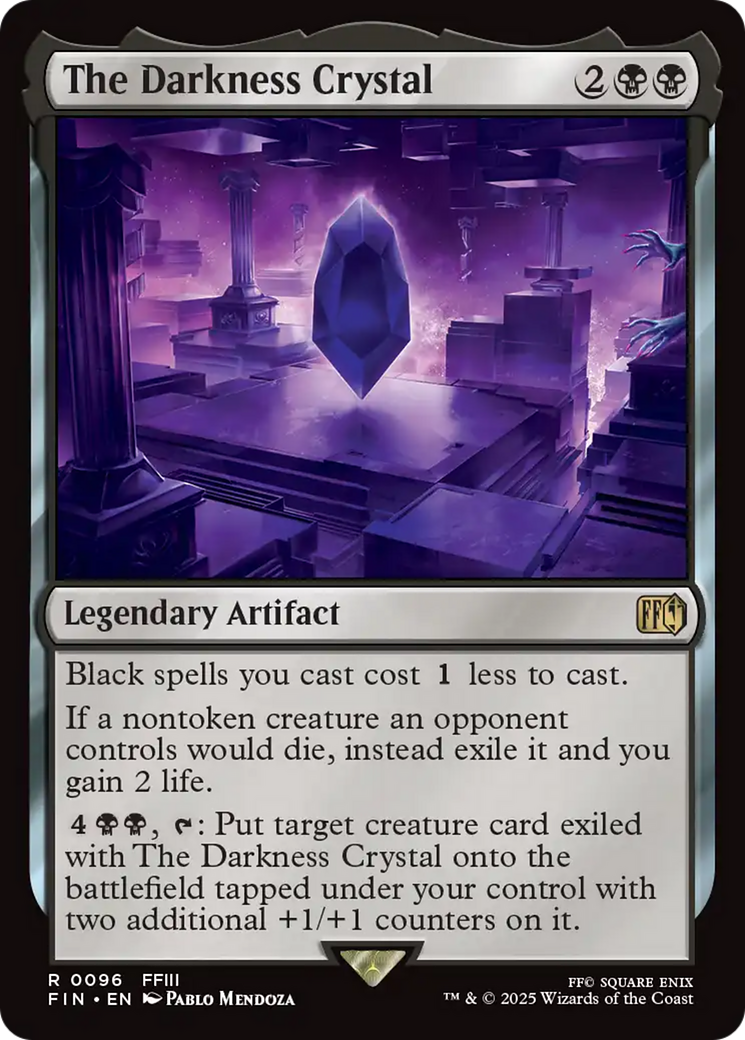 The Darkness Crystal 2
Legendary Artifact FF
Black spells you cast cost 1 less to cast.
If a nontoken creature an opponent
controls would die, instead exile it and you
gain 2 life.
4 , : Put target creature card exiled
with The Darkness Crystal onto the
battlefield tapped under your control with
two additional +1/+1 counters on it.
R 0096 FFIII
FIN • EN PABLO MENDOZA
FF© SQUARE ENIX
™ & © 2025 Wizards of the Coast